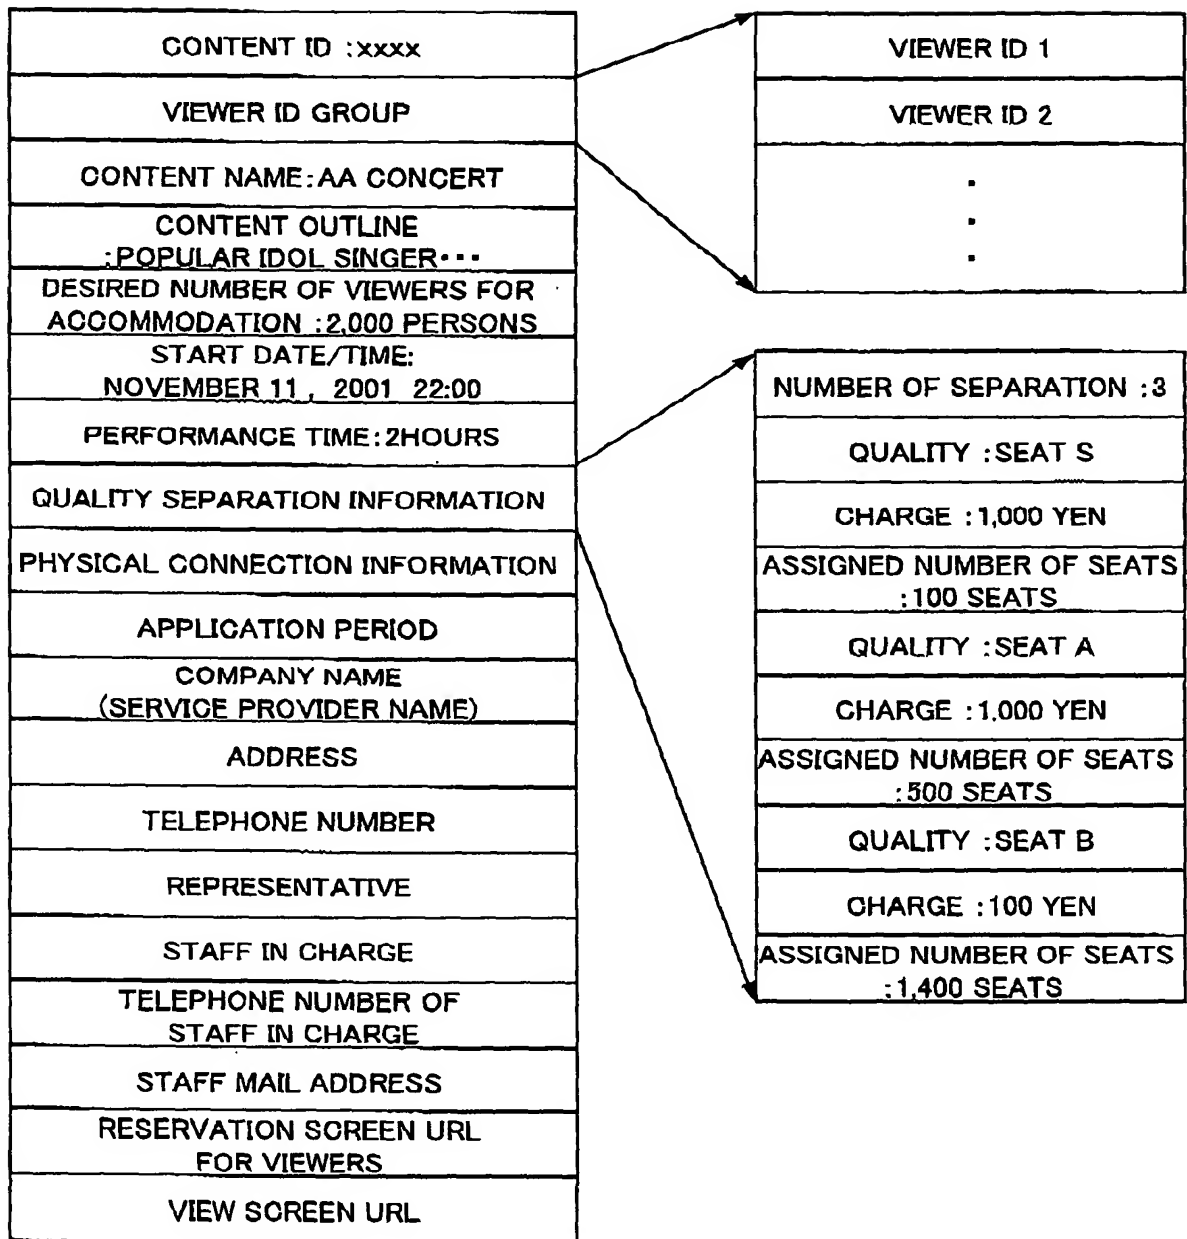 CONTENT ID :xxxx
VIEWER ID GROUP
CONTENT NAME:AA CONCERT
CONTENT OUTLINE
:POPULAR IDOL SINGER･･･
DESIRED NUMBER OF VIEWERS FOR
ACCOMMODATION :2,000 PERSONS
START DATE/TIME:
NOVEMBER 11, 2001 22:00
PERFORMANCE TIME:2HOURS
QUALITY SEPARATION INFORMATION
PHYSICAL CONNECTION INFORMATION
APPLICATION PERIOD
COMPANY NAME
(SERVICE PROVIDER NAME)
ADDRESS
TELEPHONE NUMBER
REPRESENTATIVE
STAFF IN CHARGE
TELEPHONE NUMBER OF
STAFF IN CHARGE
STAFF MAIL ADDRESS
RESERVATION SCREEN URL
FOR VIEWERS
VIEW SCREEN URL
VIEWER ID 1
VIEWER ID 2
.
.
.
NUMBER OF SEPARATION :3
QUALITY :SEAT S
CHARGE :1,000 YEN
ASSIGNED NUMBER OF SEATS
:100 SEATS
QUALITY :SEAT A
CHARGE :1,000 YEN
ASSIGNED NUMBER OF SEATS
:500 SEATS
QUALITY :SEAT B
CHARGE :100 YEN
ASSIGNED NUMBER OF SEATS
:1,400 SEATS